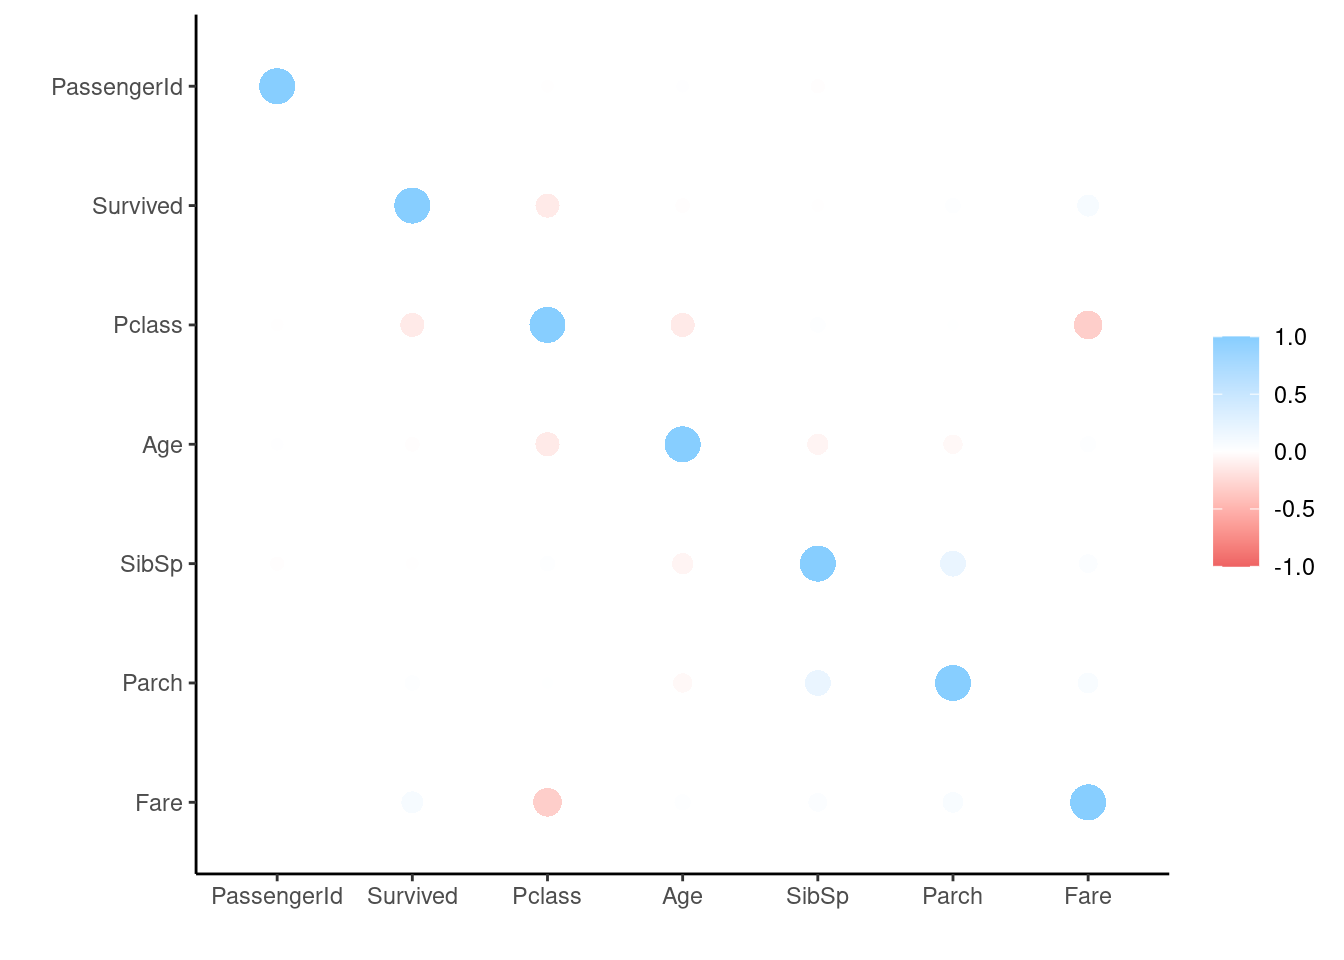 PassengerId
Survived
Pclass
Age
SibSp
Parch
Fare
PassengerId Survived Pclass Age SibSp Parch Fare
1.0
0.5
0.0
-0.5
-1.0